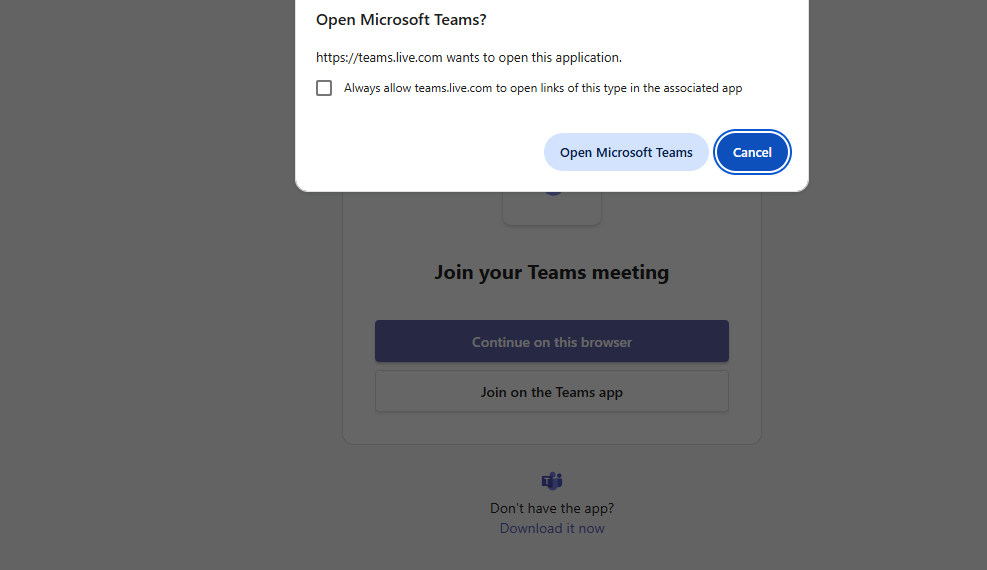 Open Microsoft Teams?
https://teams.live.com wants to open this application.
Always allow teams.live.com to open links of this type in the associated app
Open Microsoft Teams
Cancel
Join your Teams meeting
Continue on this browser
Join on the Teams app
Don't have the app?
Download it now